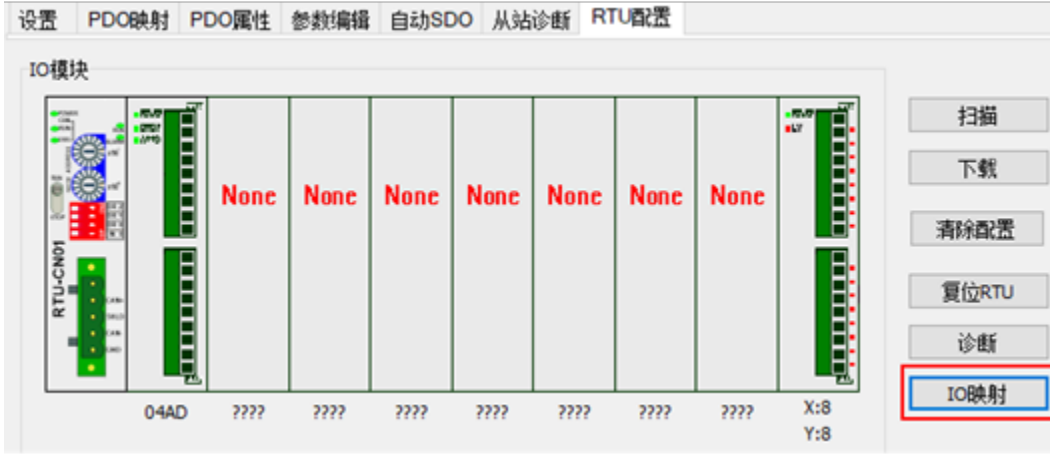 设置 PDO映射 PDO属性 参数编辑 自动SDO 从站诊断 RTU配置
IO模块
扫描
下载
None None None None None None None
清除配置
RTU-CN01
复位RTU
诊断
IO映射
04AD ???? ???? ???? ???? ???? ???? ???? X:8
Y:8